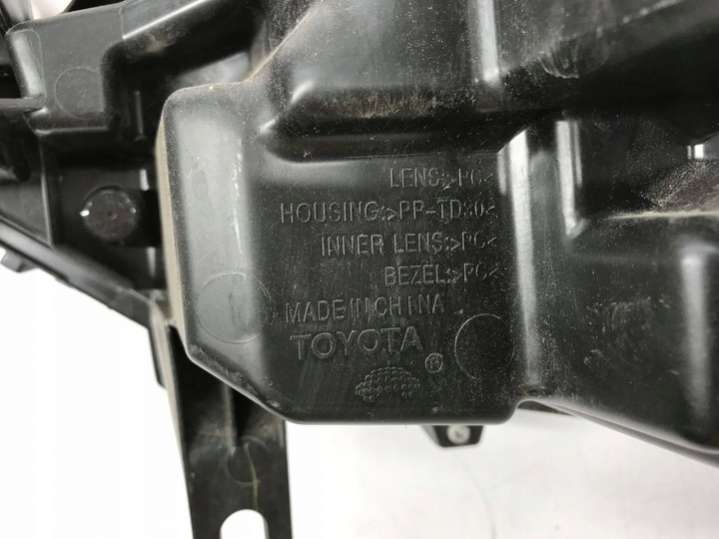 LENS:>PC<
HOUSING:>PP-TD30<
INNER LENS:>PC<
BEZEL:>PC<
MADE IN CHINA
TOYOTA ®